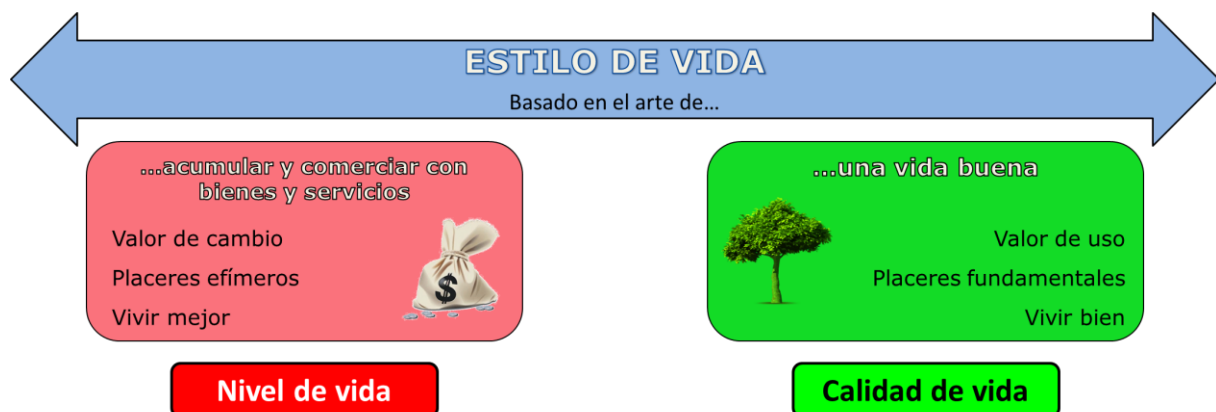 ESTILO DE VIDA
Basado en el arte de...
...acumular y comerciar con
bienes y servicios
Valor de cambio
Placeres efímeros
Vivir mejor
$
Nivel de vida
...una vida buena
Valor de uso
Placeres fundamentales
Vivir bien
Calidad de vida